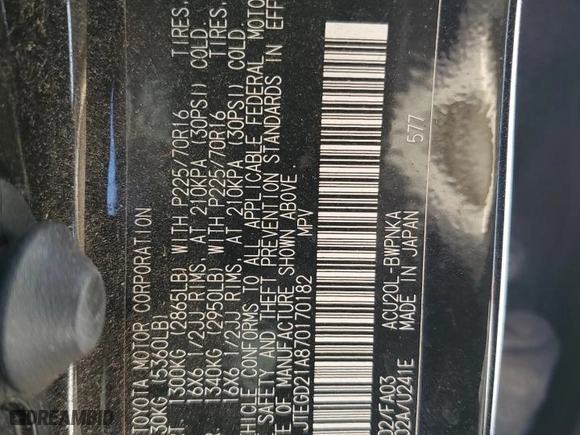 TOYOTA MOTOR CORPORATION
30KG (5360LB)
RT. 1300KG (2865LB) WITH P225/70R16 TIRES,
16X6 1/2JJ RIMS, AT 210KPA (30PSI) COLD.
1340KG (2950LB) WITH P225/70R16 TIRES,
16X6 1/2JJ RIMS, AT 210KPA (30PSI) COLD.
HICLE CONFORMS TO ALL APPLICABLE FEDERAL MOTO
SAFETY AND THEFT PREVENTION STANDARDS IN EFF
OF MANUFACTURE SHOWN ABOVE
JTEGD21A870170182 MPV
02/FA03 ACU20L-BWPNKA
02A/U241E MADE IN JAPAN 577
DREAMBID